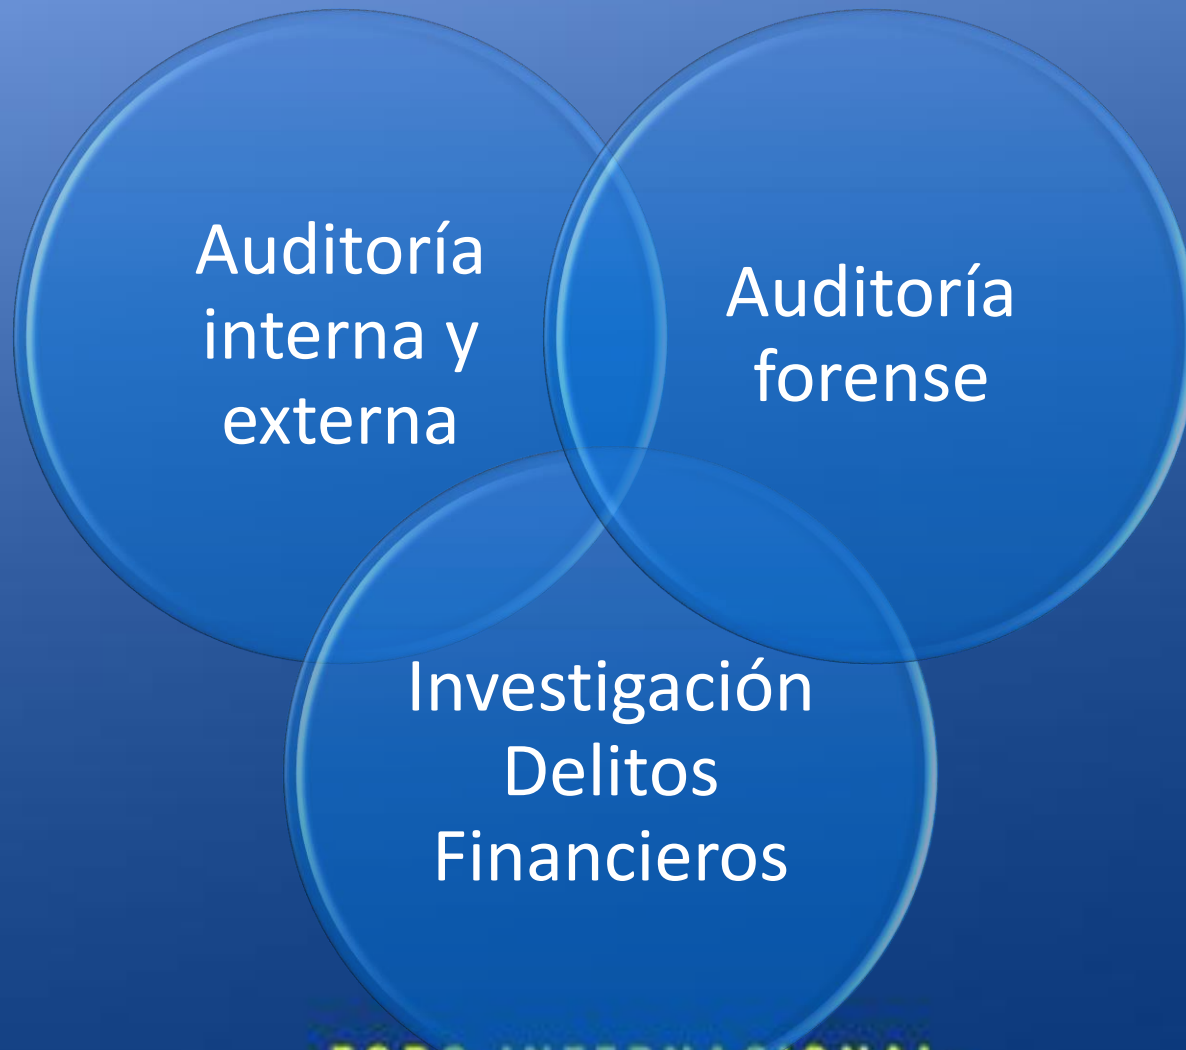 Auditoría
interna y
externa
Auditoría
forense
Investigación
Delitos
Financieros